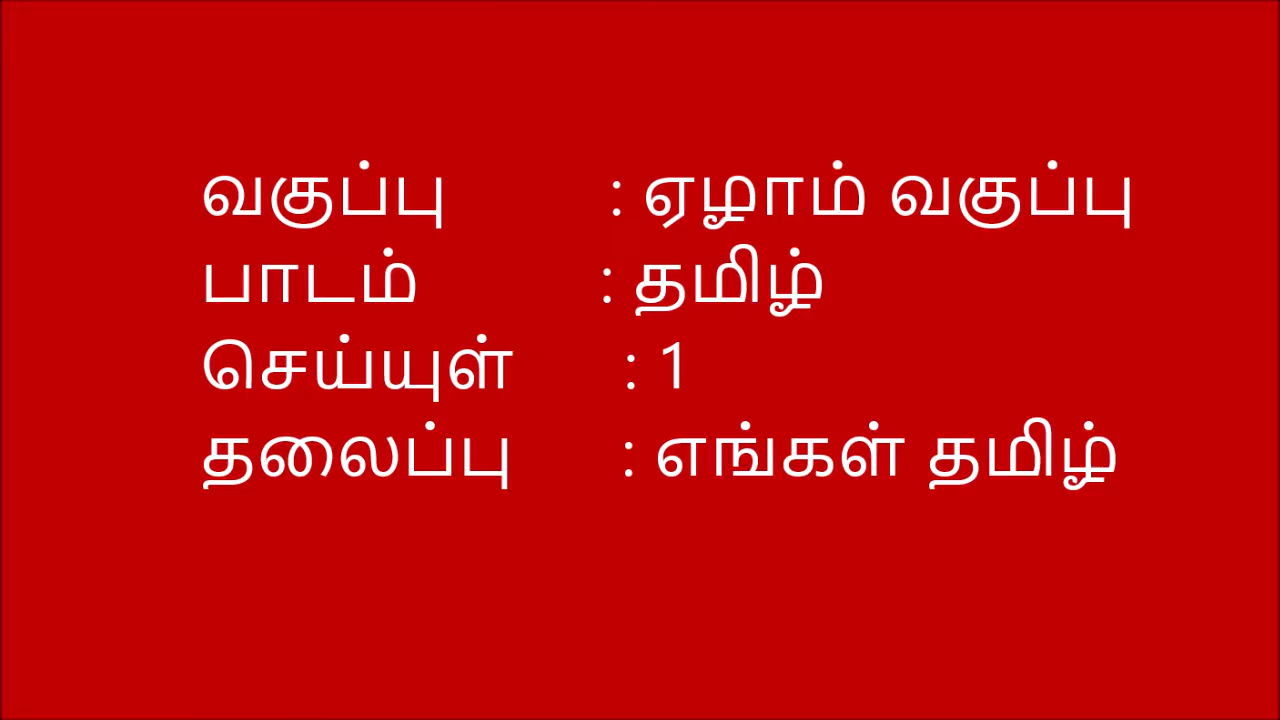 வகுப்பு : ஏழாம் வகுப்பு
பாடம் : தமிழ்
செய்யுள் : 1
தலைப்பு : எங்கள் தமிழ்